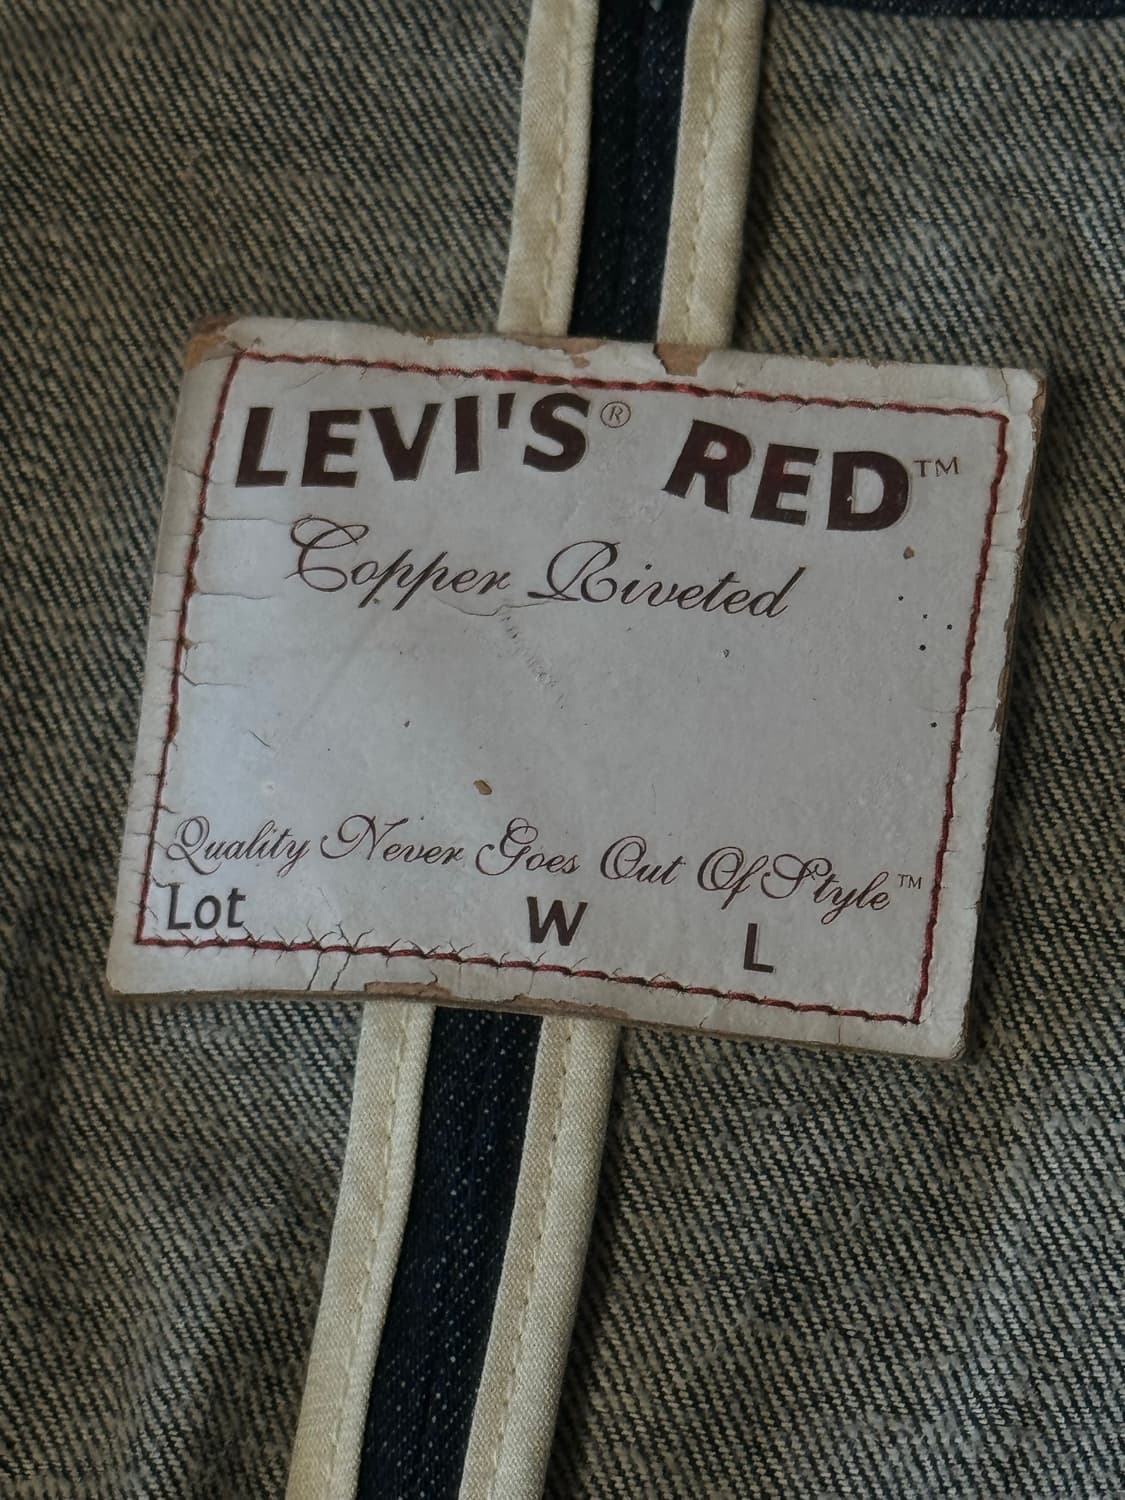 LEVI'S® RED™
Copper Riveted
Quality Never Goes Out Of Style™
Lot W L